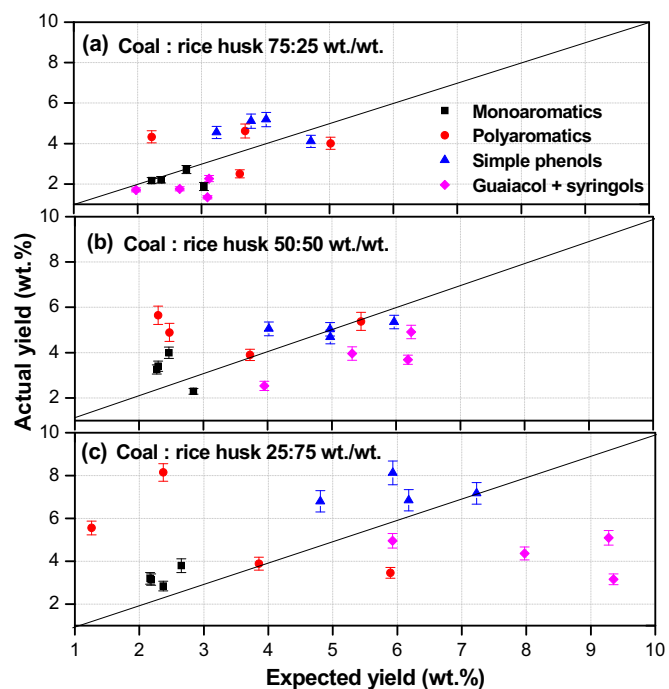 10
(a) Coal : rice husk 75:25 wt./wt.
8
Monoaromatics
6
Polyaromatics
4
Simple phenols
2
Guaiacol + syringols
10
(b) Coal : rice husk 50:50 wt./wt.
8
6
4
2
Actual yield (wt.%)
10
(c) Coal : rice husk 25:75 wt./wt.
8
6
4
2
1 2 3 4 5 6 7 8 9 10
Expected yield (wt.%)